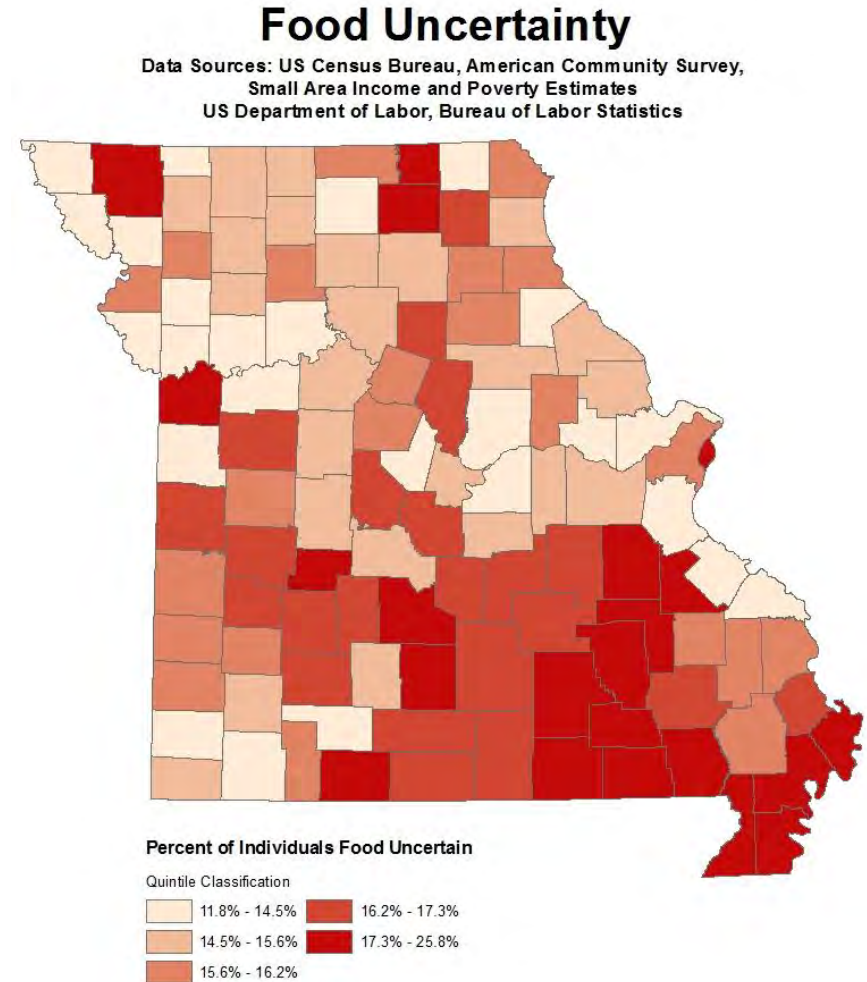 Food Uncertainty
Data Sources: US Census Bureau, American Community Survey,
Small Area Income and Poverty Estimates
US Department of Labor, Bureau of Labor Statistics
Percent of Individuals Food Uncertain
Quintile Classification
11.8% - 14.5%
14.5% - 15.6%
15.6% - 16.2%
16.2% - 17.3%
17.3% - 25.8%